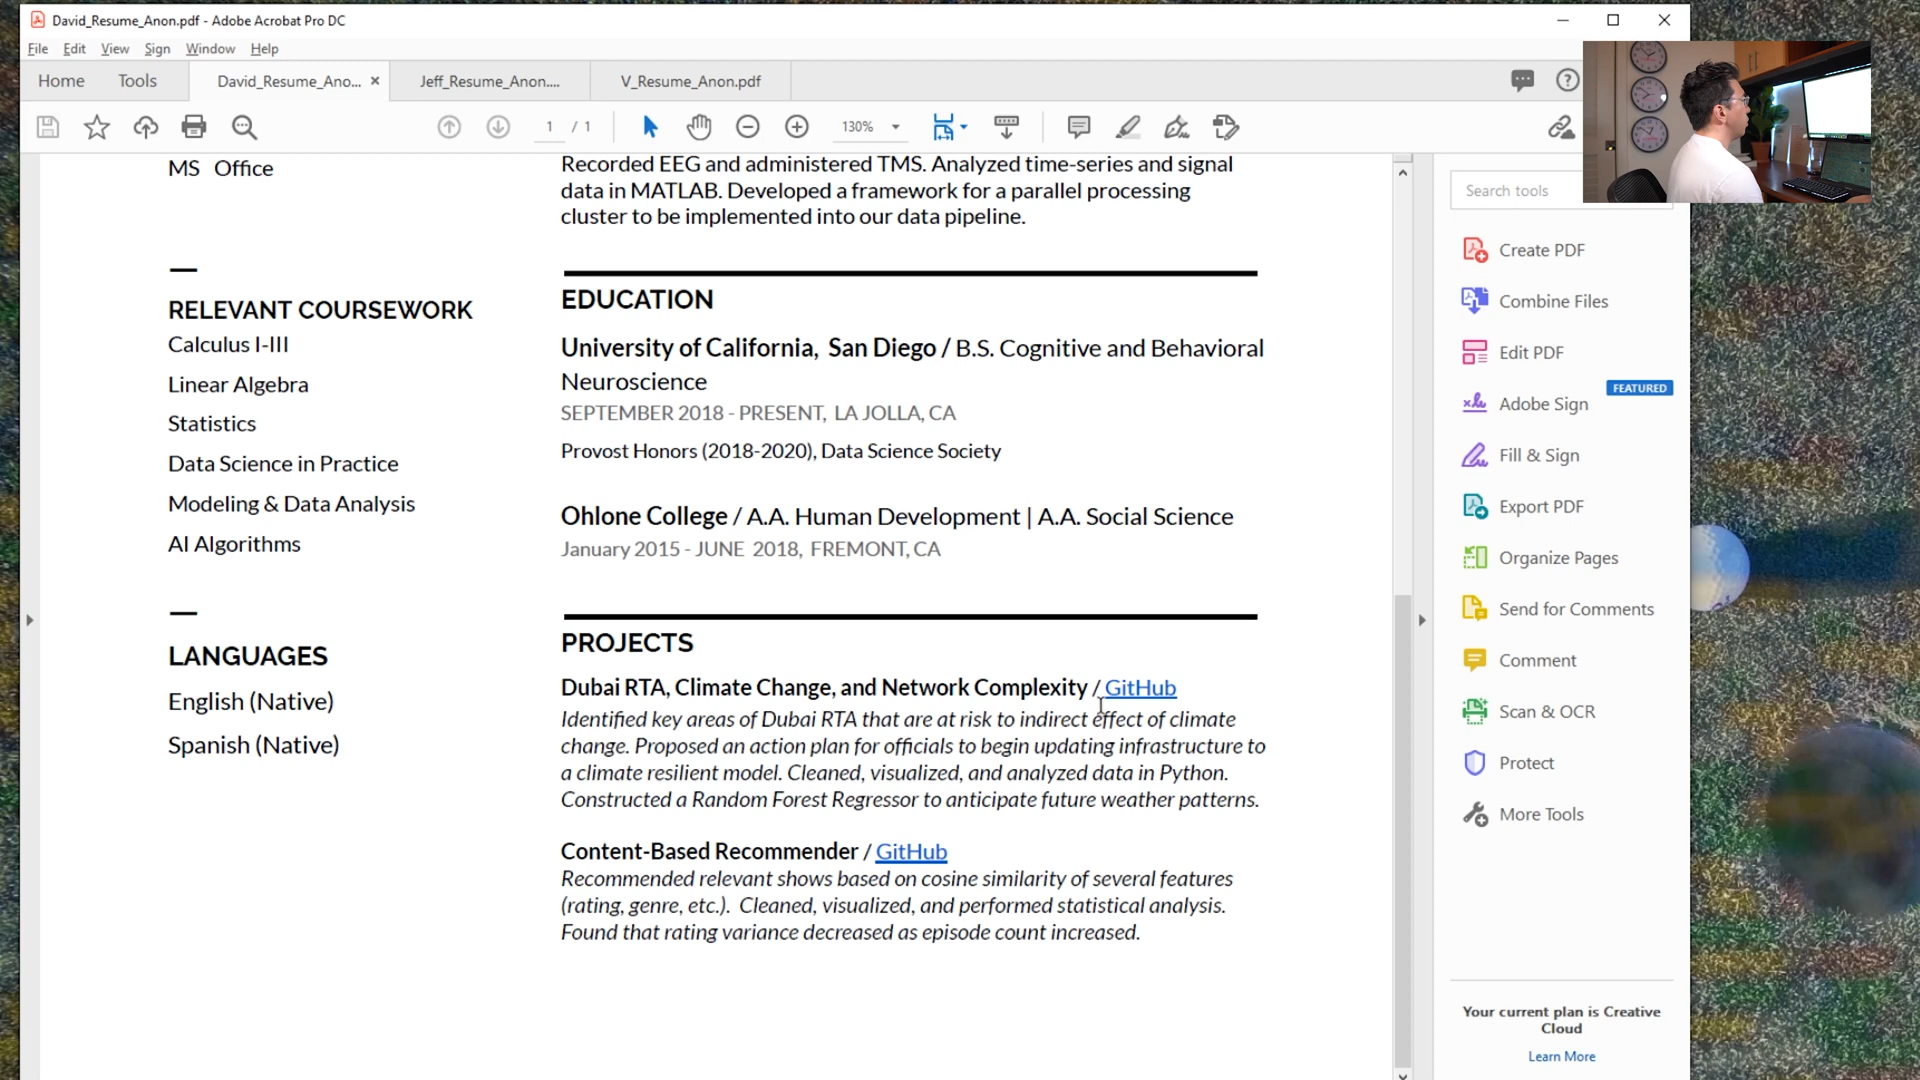 David_Resume_Anon.pdf - Adobe Acrobat Pro DC
File Edit View Sign Window Help
Home Tools David_Resume_Ano... × Jeff_Resume_Anon.... V_Resume_Anon.pdf
1 / 1 130%
MS Office
Recorded EEG and administered TMS. Analyzed time-series and signal
data in MATLAB. Developed a framework for a parallel processing
cluster to be implemented into our data pipeline.
RELEVANT COURSEWORK
Calculus I-III
Linear Algebra
Statistics
Data Science in Practice
Modeling & Data Analysis
AI Algorithms
LANGUAGES
English (Native)
Spanish (Native)
EDUCATION
University of California, San Diego / B.S. Cognitive and Behavioral
Neuroscience
SEPTEMBER 2018 - PRESENT, LA JOLLA, CA
Provost Honors (2018-2020), Data Science Society
Ohlone College / A.A. Human Development | A.A. Social Science
January 2015 - JUNE 2018, FREMONT, CA
PROJECTS
Dubai RTA, Climate Change, and Network Complexity / GitHub
Identified key areas of Dubai RTA that are at risk to indirect effect of climate
change. Proposed an action plan for officials to begin updating infrastructure to
a climate resilient model. Cleaned, visualized, and analyzed data in Python.
Constructed a Random Forest Regressor to anticipate future weather patterns.
Content-Based Recommender / GitHub
Recommended relevant shows based on cosine similarity of several features
(rating, genre, etc.). Cleaned, visualized, and performed statistical analysis.
Found that rating variance decreased as episode count increased.
Search tools
Create PDF
Combine Files
Edit PDF
FEATURED
Adobe Sign
Fill & Sign
Export PDF
Organize Pages
Send for Comments
Comment
Scan & OCR
Protect
More Tools
Your current plan is Creative
Cloud
Learn More